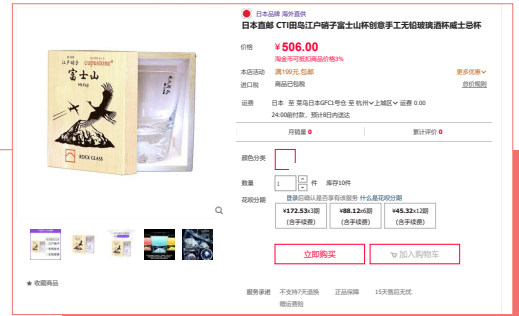 日本品牌 海外直供
日本直邮 CTI田岛江户硝子富士山杯创意手工无铅玻璃酒杯威士忌杯
价格 ¥506.00
淘金币可抵扣商品价格3%
本店活动 满199元,包邮 更多优惠
进口税 商品已包税 总价规则
运费 日本 至 菜鸟日本GFC1号仓 至 杭州 上城区 运费 0.00
24:00前付款，预计8日内送达
月销量 0 累计评价 0
颜色分类
数量 1 件 库存10件
花呗分期 登录后确认是否享有该服务 什么是花呗分期
¥172.53x3期 ¥88.12x6期 ¥45.32x12期
(含手续费) (含手续费) (含手续费)
立即购买 加入购物车
服务承诺 不支持7天退换 正品保障 15天售后无忧
赠运费险
江户硝子
cupustone
富士山
Mt.Fuji
ROCK GLASS
★ 收藏商品